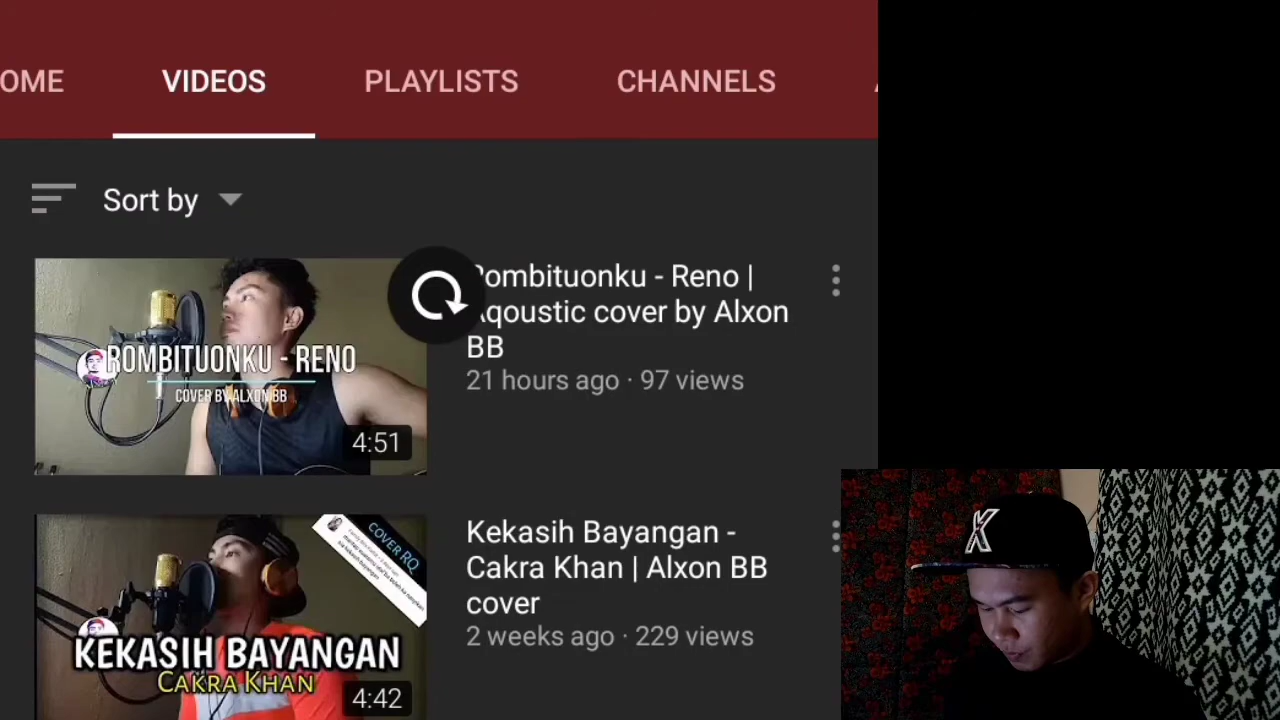 OME VIDEOS PLAYLISTS CHANNELS
Sort by
ROMBITUONKU - RENO
COVER BY ALXON BB
4:51
Rombituonku - Reno |
Aqoustic cover by Alxon
BB
21 hours ago · 97 views
COVER RQ
KEKASIH BAYANGAN
CAKRA KHAN
4:42
Kekasih Bayangan -
Cakra Khan | Alxon BB
cover
2 weeks ago · 229 views
K